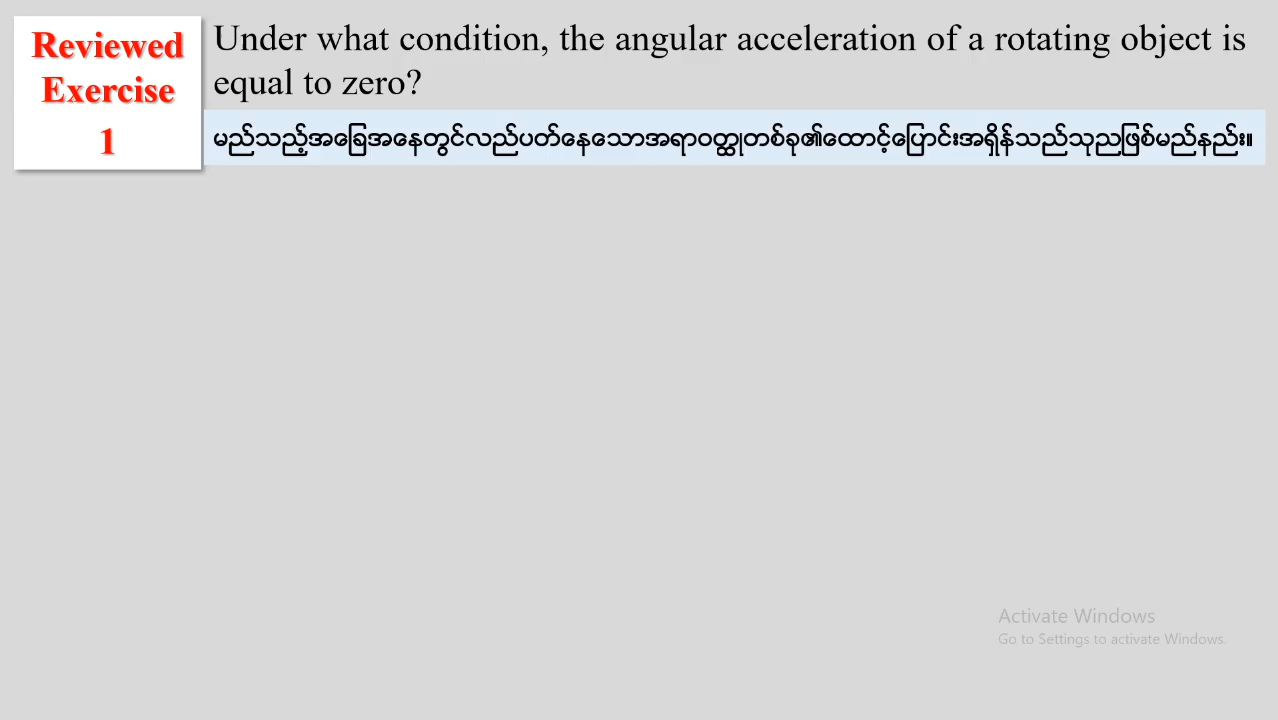 Reviewed
Exercise
1
Under what condition, the angular acceleration of a rotating object is
equal to zero?
မည်သည့်အခြေအနေတွင်လည်ပတ်နေသောအရာဝတ္ထုတစ်ခု၏ထောင့်ပြောင်းအရှိန်သည်သုညဖြစ်မည်နည်း။
Activate Windows
Go to Settings to activate Windows.